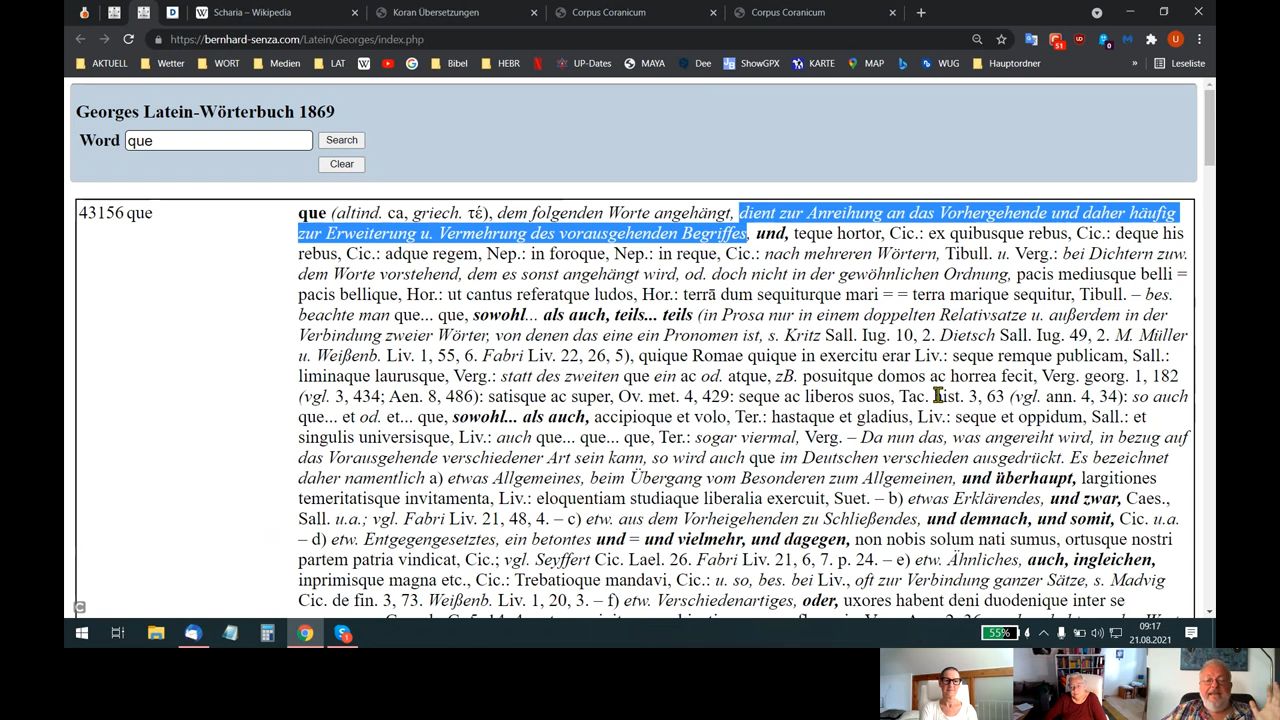 Scharia – Wikipedia
Koran Übersetzungen
Corpus Coranicum
Corpus Coranicum
https://bernhard-senza.com/Latein/Georges/index.php
51
0
U
AKTUELL Wetter WORT Medien LAT Bibel HEBR UP-Dates MAYA Dee ShowGPX KARTE MAP WUG Hauptordner » Leseliste
Georges Latein-Wörterbuch 1869
Word que Search
Clear
43156 que que (altind. ca, griech. τέ), dem folgenden Worte angehängt, dient zur Anreihung an das Vorhergehende und daher häufig
zur Erweiterung u. Vermehrung des vorausgehenden Begriffes, und, teque hortor, Cic.: ex quibusque rebus, Cic.: deque his
rebus, Cic.: adque regem, Nep.: in foroque, Nep.: in reque, Cic.: nach mehreren Wörtern, Tibull. u. Verg.: bei Dichtern zuw.
dem Worte vorstehend, dem es sonst angehängt wird, od. doch nicht in der gewöhnlichen Ordnung, pacis mediusque belli =
pacis bellique, Hor.: ut cantus referatque ludos, Hor.: terrā dum sequiturque mari = = terra marique sequitur, Tibull. – bes.
beachte man que... que, sowohl... als auch, teils... teils (in Prosa nur in einem doppelten Relativsatze u. außerdem in der
Verbindung zweier Wörter, von denen das eine ein Pronomen ist, s. Kritz Sall. Iug. 10, 2. Dietsch Sall. Iug. 49, 2. M. Müller
u. Weißenb. Liv. 1, 55, 6. Fabri Liv. 22, 26, 5), quique Romae quique in exercitu erar Liv.: seque remque publicam, Sall.:
liminaque laurusque, Verg.: statt des zweiten que ein ac od. atque, zB. posuitque domos ac horrea fecit, Verg. georg. 1, 182
(vgl. 3, 434; Aen. 8, 486): satisque ac super, Ov. met. 4, 429: seque ac liberos suos, Tac. hist. 3, 63 (vgl. ann. 4, 34): so auch
que... et od. et... que, sowohl... als auch, accipioque et volo, Ter.: hastaque et gladius, Liv.: seque et oppidum, Sall.: et
singulis universisque, Liv.: auch que... que... que, Ter.: sogar viermal, Verg. – Da nun das, was angereiht wird, in bezug auf
das Vorausgehende verschiedener Art sein kann, so wird auch que im Deutschen verschieden ausgedrückt. Es bezeichnet
daher namentlich a) etwas Allgemeines, beim Übergang vom Besonderen zum Allgemeinen, und überhaupt, largitiones
temeritatisque invitamenta, Liv.: eloquentiam studiaque liberalia exercuit, Suet. – b) etwas Erklärendes, und zwar, Caes.,
Sall. u.a.; vgl. Fabri Liv. 21, 48, 4. – c) etw. aus dem Vorheigehenden zu Schließendes, und demnach, und somit, Cic. u.a.
– d) etw. Entgegengesetztes, ein betontes und = und vielmehr, und dagegen, non nobis solum nati sumus, ortusque nostri
partem patria vindicat, Cic.; vgl. Seyffert Cic. Lael. 26. Fabri Liv. 21, 6, 7. p. 24. – e) etw. Ähnliches, auch, ingleichen,
inprimisque magna etc., Cic.: Trebatioque mandavi, Cic.: u. so, bes. bei Liv., oft zur Verbindung ganzer Sätze, s. Madvig
Cic. de fin. 3, 73. Weißenb. Liv. 1, 20, 3. – f) etw. Verschiedenartiges, oder, uxores habent deni duodenique inter se
55%
09:17
21.08.2021